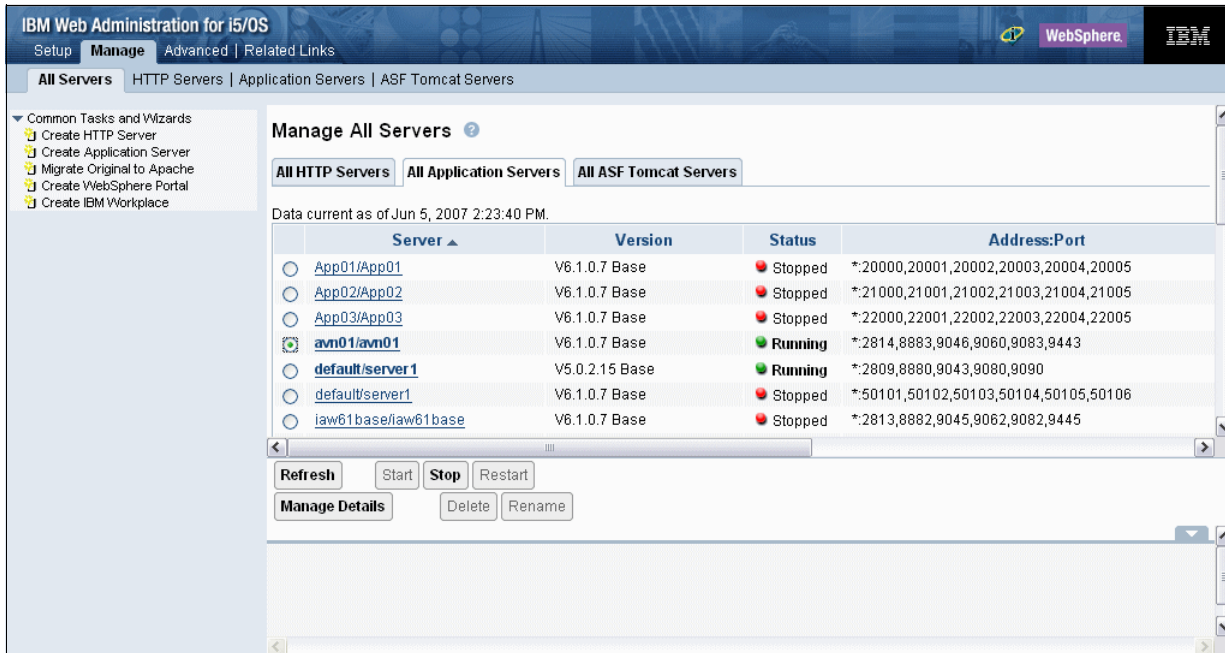 IBM Web Administration for i5/OS
Setup Manage Advanced | Related Links
WebSphere.
IBM
All Servers HTTP Servers | Application Servers | ASF Tomcat Servers
Common Tasks and Wizards
Create HTTP Server
Create Application Server
Migrate Original to Apache
Create WebSphere Portal
Create IBM Workplace
Manage All Servers ?
All HTTP Servers All Application Servers All ASF Tomcat Servers
Data current as of Jun 5, 2007 2:23:40 PM.
Server Version Status Address:Port
App01/App01 V6.1.0.7 Base Stopped *:20000,20001,20002,20003,20004,20005
App02/App02 V6.1.0.7 Base Stopped *:21000,21001,21002,21003,21004,21005
App03/App03 V6.1.0.7 Base Stopped *:22000,22001,22002,22003,22004,22005
avn01/avn01 V6.1.0.7 Base Running *:2814,8883,9046,9060,9083,9443
default/server1 V5.0.2.15 Base Running *:2809,8880,9043,9080,9090
default/server1 V6.1.0.7 Base Stopped *:50101,50102,50103,50104,50105,50106
iaw61base/iaw61base V6.1.0.7 Base Stopped *:2813,8882,9045,9062,9082,9445
Refresh Start Stop Restart
Manage Details Delete Rename